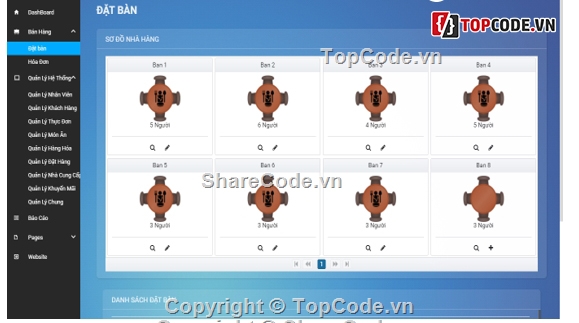 DashBoard
ĐẶT BÀN
TOPCODE.VN
Bán Hàng
Đặt bàn
Hóa Đơn
Quản Lý Hệ Thống
Quản Lý Nhân Viên
Quản Lý Khách Hàng
Quản Lý Thực Đơn
Quản Lý Món Ăn
Quản Lý Hàng Hóa
Quản Lý Đặt Hàng
Quản Lý Nhà Cung Cấp
Quản Lý Khuyến Mãi
Quản Lý Chung
Báo Cáo
Pages
Website
SƠ ĐỒ NHÀ HÀNG
TopCode.vn
Ban 1 Ban 2 Ban 3 Ban 4
5 Người 6 Người 4 Người 4 Người
Ban 5 Ban 6 Ban 7 Ban 8
ShareCode.vn
3 Người 3 Người 3 Người 3 Người
1
DANH SÁCH ĐẶT BÀN
Copyright © TopCode.vn